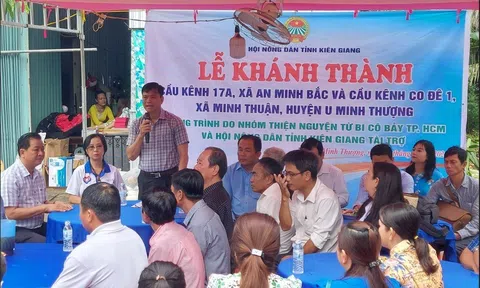 HỘI NÔNG DÂN TỈNH KIÊN GIANG
LỄ KHÁNH THÀNH
CẦU KÊNH 17A, XÃ AN MINH BẮC VÀ CẦU KÊNH CO ĐÊ 1,
XÃ MINH THUẬN, HUYỆN U MINH THƯỢNG
TRÌNH DO NHÓM THIỆN NGUYỆN TỪ BI CÔ BẢY TP. HCM
VÀ HỘI NÔNG DÂN TỈNH KIÊN GIANG TÀI TRỢ
Minh Thượng